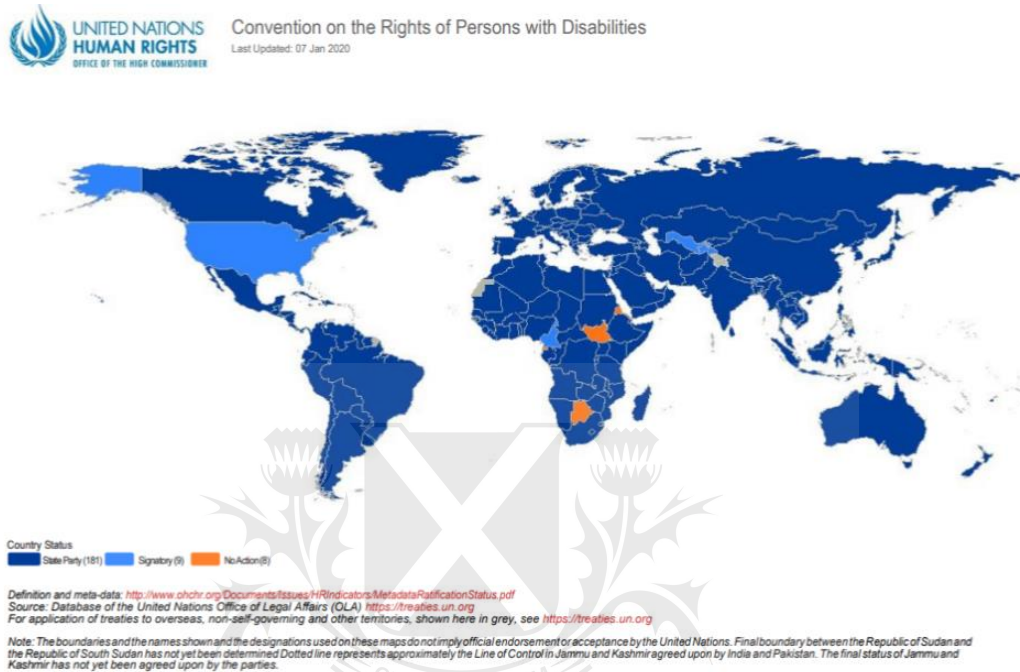 UNITED NATIONS
HUMAN RIGHTS
OFFICE OF THE HIGH COMMISSIONER
Convention on the Rights of Persons with Disabilities
Last Updated: 07 Jan 2020
Country Status
State Party (181) Signatory (9) No Action (8)
Definition and meta-data: http://www.ohchr.org/Documents/Issues/HRIndicators/MetadataRatificationStatus.pdf
Source: Database of the United Nations Office of Legal Affairs (OLA) https://treaties.un.org
For application of treaties to overseas, non-self-governing and other territories, shown here in grey, see https://treaties.un.org
Note: The boundaries and the names shown and the designations used on these maps do not imply official endorsement or acceptance by the United Nations. Final boundary between the Republic of Sudan and
the Republic of South Sudan has not yet been determined Dotted line represents approximately the Line of Control in Jammu and Kashmir agreed upon by India and Pakistan. The final status of Jammu and
Kashmir has not yet been agreed upon by the parties.